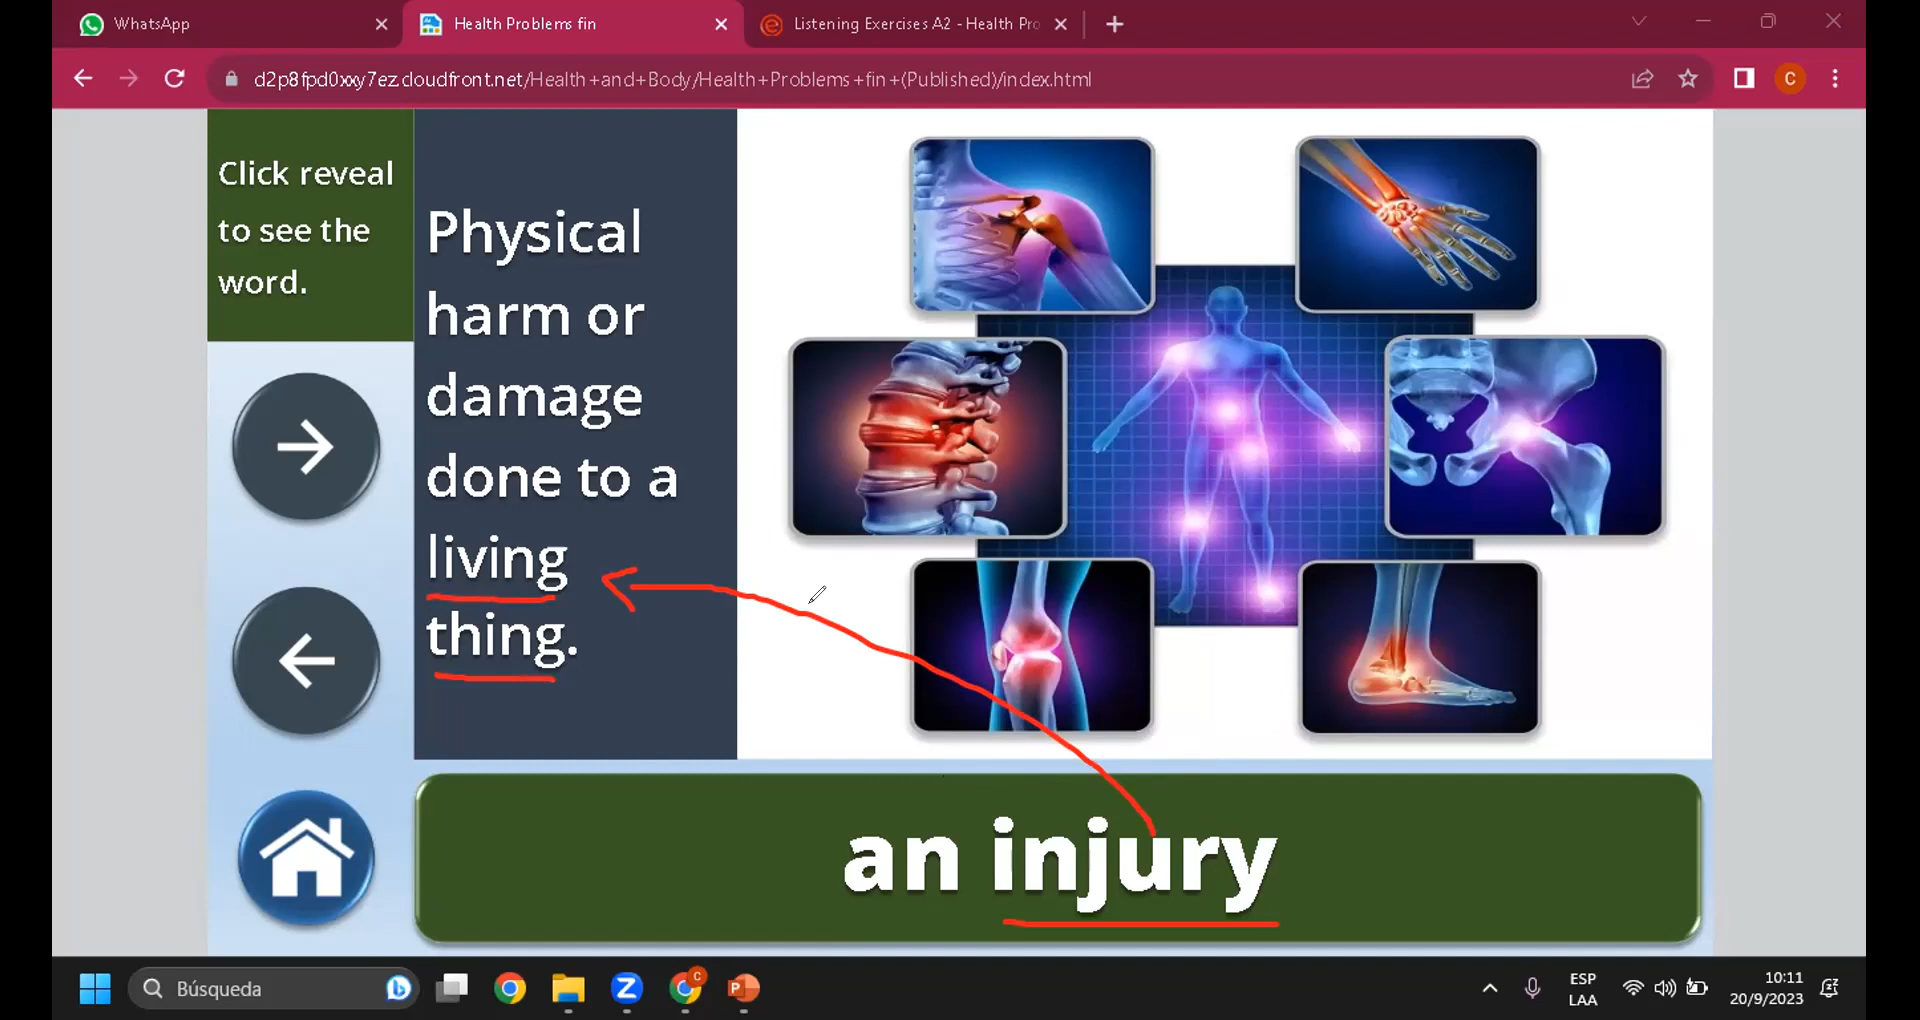 WhatsApp
Health Problems fin
Listening Exercises A2 - Health Pro
d2p8fpd0xxy7ez.cloudfront.net/Health+and+Body/Health+Problems+fin+(Published)/index.html
C
Click reveal
to see the
word.
Physical
harm or
damage
done to a
living
thing.
an injury
Búsqueda
ESP
LAA
10:11
20/9/2023